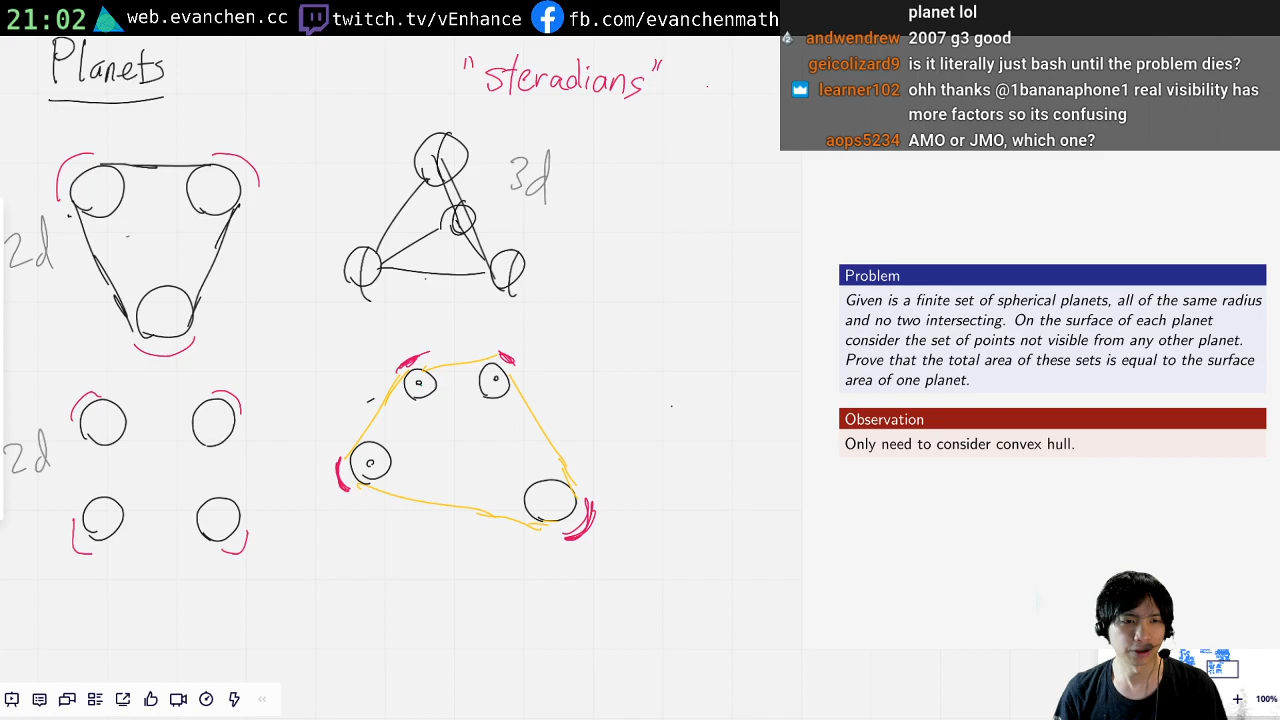 21:02 web.evanchen.cc twitch.tv/vEnhance fb.com/evanchenmath
planet lol
andwendrew 2007 g3 good
geicolizard9 is it literally just bash until the problem dies?
learner102 ohh thanks @1bananaphone1 real visibility has
more factors so its confusing
aops5234 AMO or JMO, which one?
Planets
"steradians"
2d
3d
2d
Problem
Given is a finite set of spherical planets, all of the same radius
and no two intersecting. On the surface of each planet
consider the set of points not visible from any other planet.
Prove that the total area of these sets is equal to the surface
area of one planet.
Observation
Only need to consider convex hull.
100%